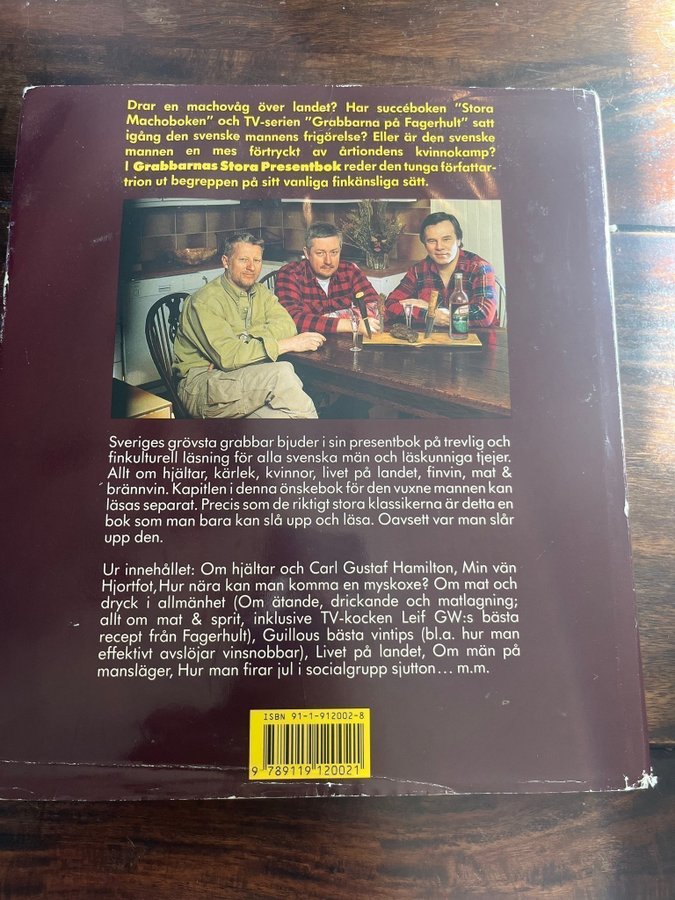 Drar en machovåg över landet? Har succéboken "Stora
Machoboken" och TV-serien "Grabbarna på Fagerhult" satt
igång den svenske mannens frigörelse? Eller är den svenske
mannen en mes förtryckt av årtiondens kvinnokamp?
I Grabbarnas Stora Presentbok reder den tunga författar-
trion ut begreppen på sitt vanliga finkänsliga sätt.
Sveriges grövsta grabbar bjuder i sin presentbok på trevlig och
finkulturell läsning för alla svenska män och läskunniga tjejer.
Allt om hjältar, kärlek, kvinnor, livet på landet, finvin, mat &
brännvin. Kapitlen i denna önskebok för den vuxne mannen kan
läsas separat. Precis som de riktigt stora klassikerna är detta en
bok som man bara kan slå upp och läsa. Oavsett var man slår
upp den.
Ur innehållet: Om hjältar och Carl Gustaf Hamilton, Min vän
Hjortfot, Hur nära kan man komma en myskoxe? Om mat och
dryck i allmänhet (Om ätande, drickande och matlagning;
allt om mat & sprit, inklusive TV-kocken Leif GW:s bästa
recept från Fagerhult), Guillous bästa vintips (bl.a. hur man
effektivt avslöjar vinsnobbar), Livet på landet, Om män på
mansläger, Hur man firar jul i socialgrupp sjutton... m.m.
ISBN 91-1-912002-8
9 789119 120021